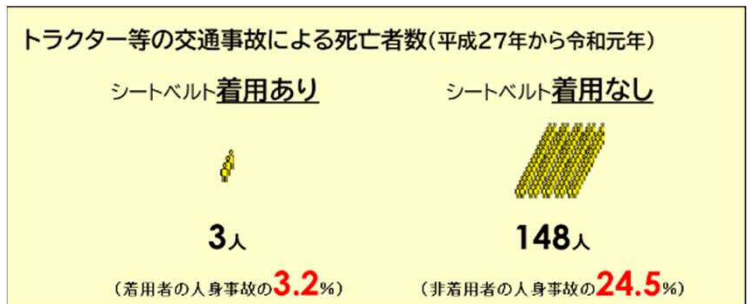 トラクター等の交通事故による死亡者数(平成27年から令和元年)
シートベルト着用あり
シートベルト着用なし
3人
148人
(着用者の人身事故の3.2%)
(非着用者の人身事故の24.5%)